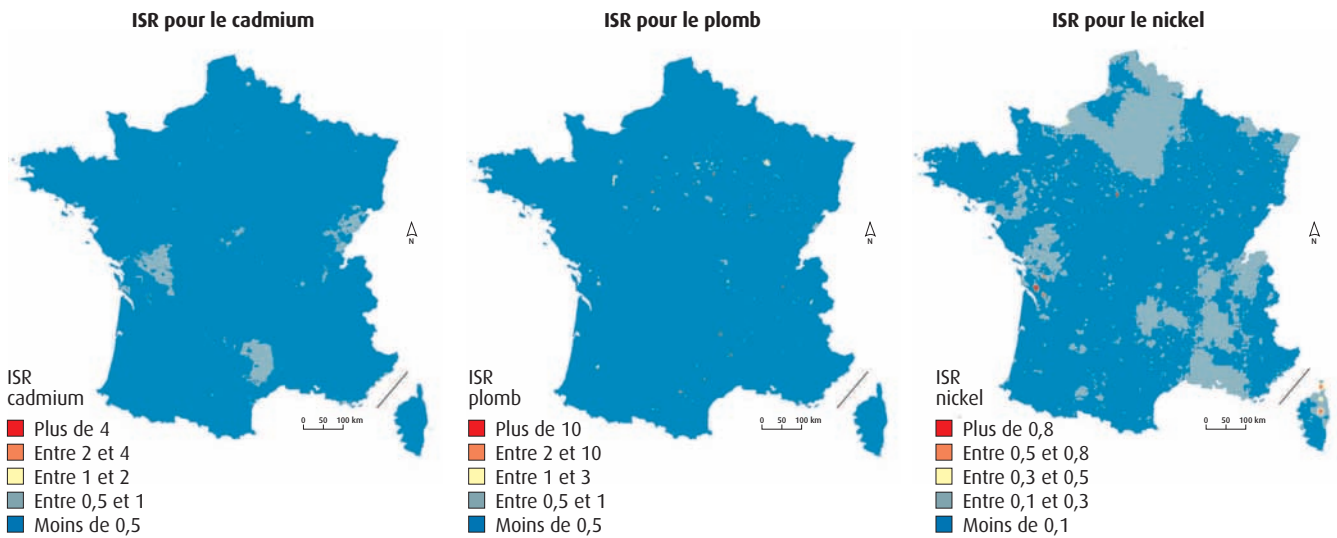 ISR pour le cadmium
N
ISR
cadmium
Plus de 4
Entre 2 et 4
Entre 1 et 2
Entre 0,5 et 1
Moins de 0,5
0 50 100 km
ISR pour le plomb
N
ISR
plomb
Plus de 10
Entre 2 et 10
Entre 1 et 3
Entre 0,5 et 1
Moins de 0,5
0 50 100 km
ISR pour le nickel
N
ISR
nickel
Plus de 0,8
Entre 0,5 et 0,8
Entre 0,3 et 0,5
Entre 0,1 et 0,3
Moins de 0,1
0 50 100 km